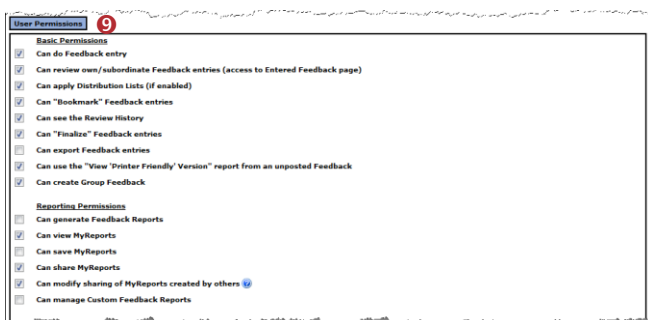 User Permissions 9
Basic Permissions
Can do Feedback entry
Can review own/subordinate Feedback entries (access to Entered Feedback page)
Can apply Distribution Lists (if enabled)
Can "Bookmark" Feedback entries
Can see the Review History
Can "Finalize" Feedback entries
Can export Feedback entries
Can use the "View 'Printer Friendly' Version" report from an unposted Feedback
Can create Group Feedback
Reporting Permissions
Can generate Feedback Reports
Can view MyReports
Can save MyReports
Can share MyReports
Can modify sharing of MyReports created by others ?
Can manage Custom Feedback Reports